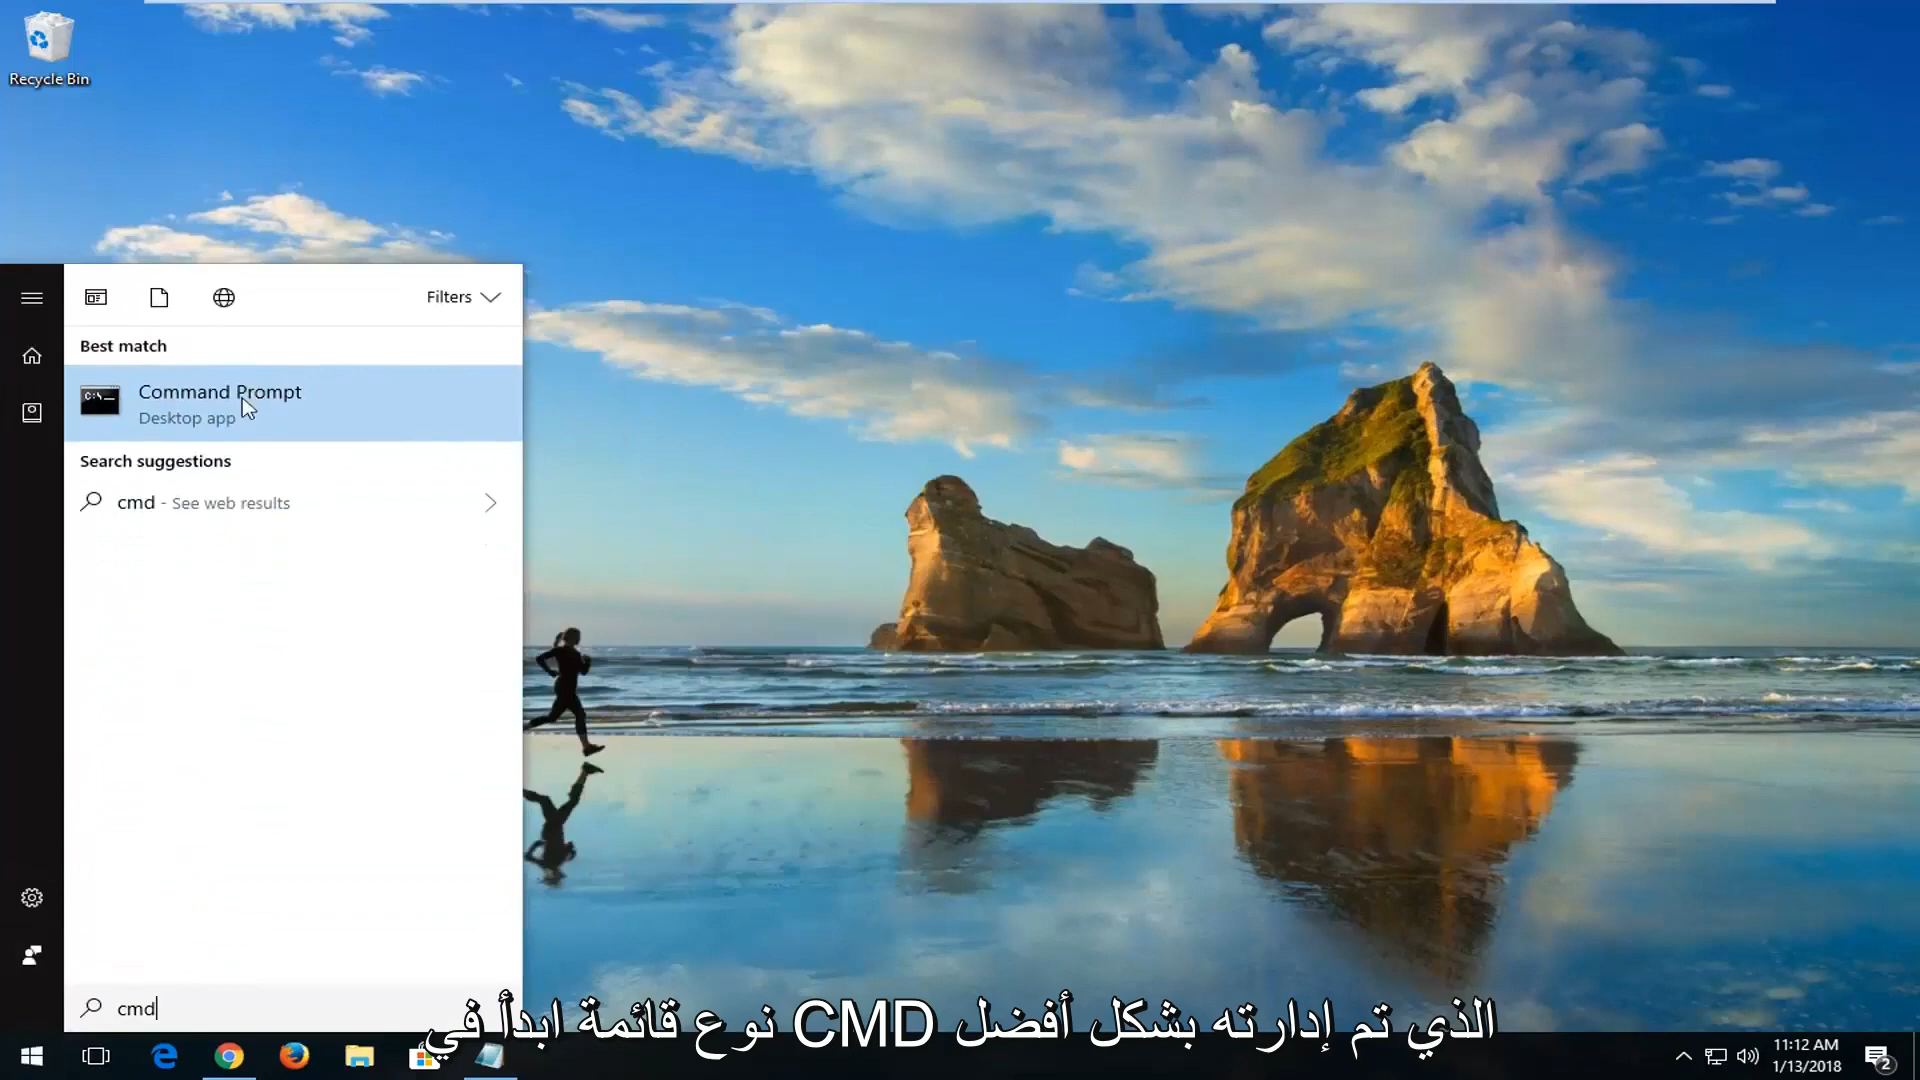 Recycle Bin
Filters
Best match
Command Prompt
Desktop app
Search suggestions
cmd - See web results
cmd
الذي تم إدارته بشكل أفضل CMD نوع قائمة ابدأ في
11:12 AM
1/13/2018
2